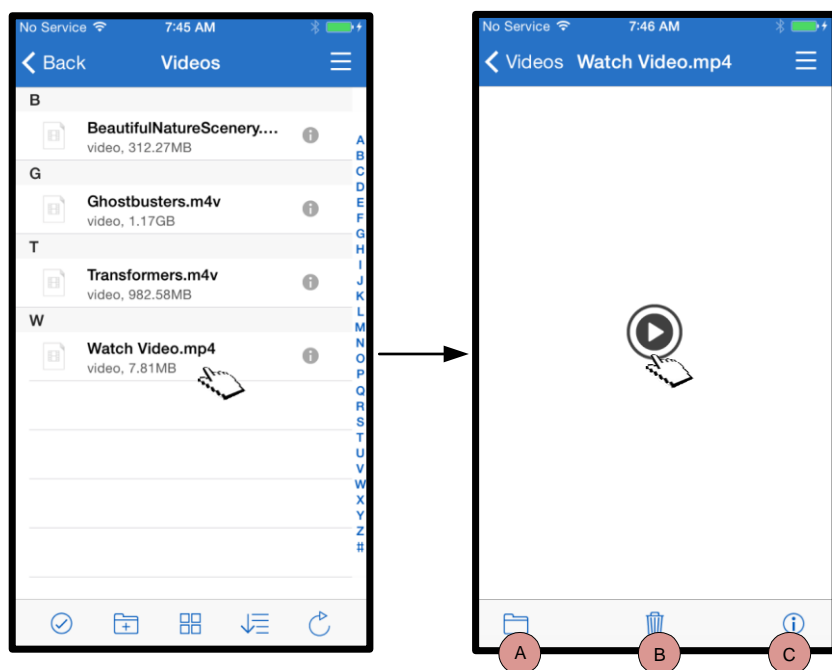 No Service 7:45 AM
Back Videos
B
BeautifulNatureScenery....
video, 312.27MB
G
Ghostbusters.m4v
video, 1.17GB
T
Transformers.m4v
video, 982.58MB
W
Watch Video.mp4
video, 7.81MB
A
B
C
D
E
F
G
H
I
J
K
L
M
N
O
P
Q
R
S
T
U
V
W
X
Y
Z
#
No Service 7:46 AM
Videos Watch Video.mp4
A B C